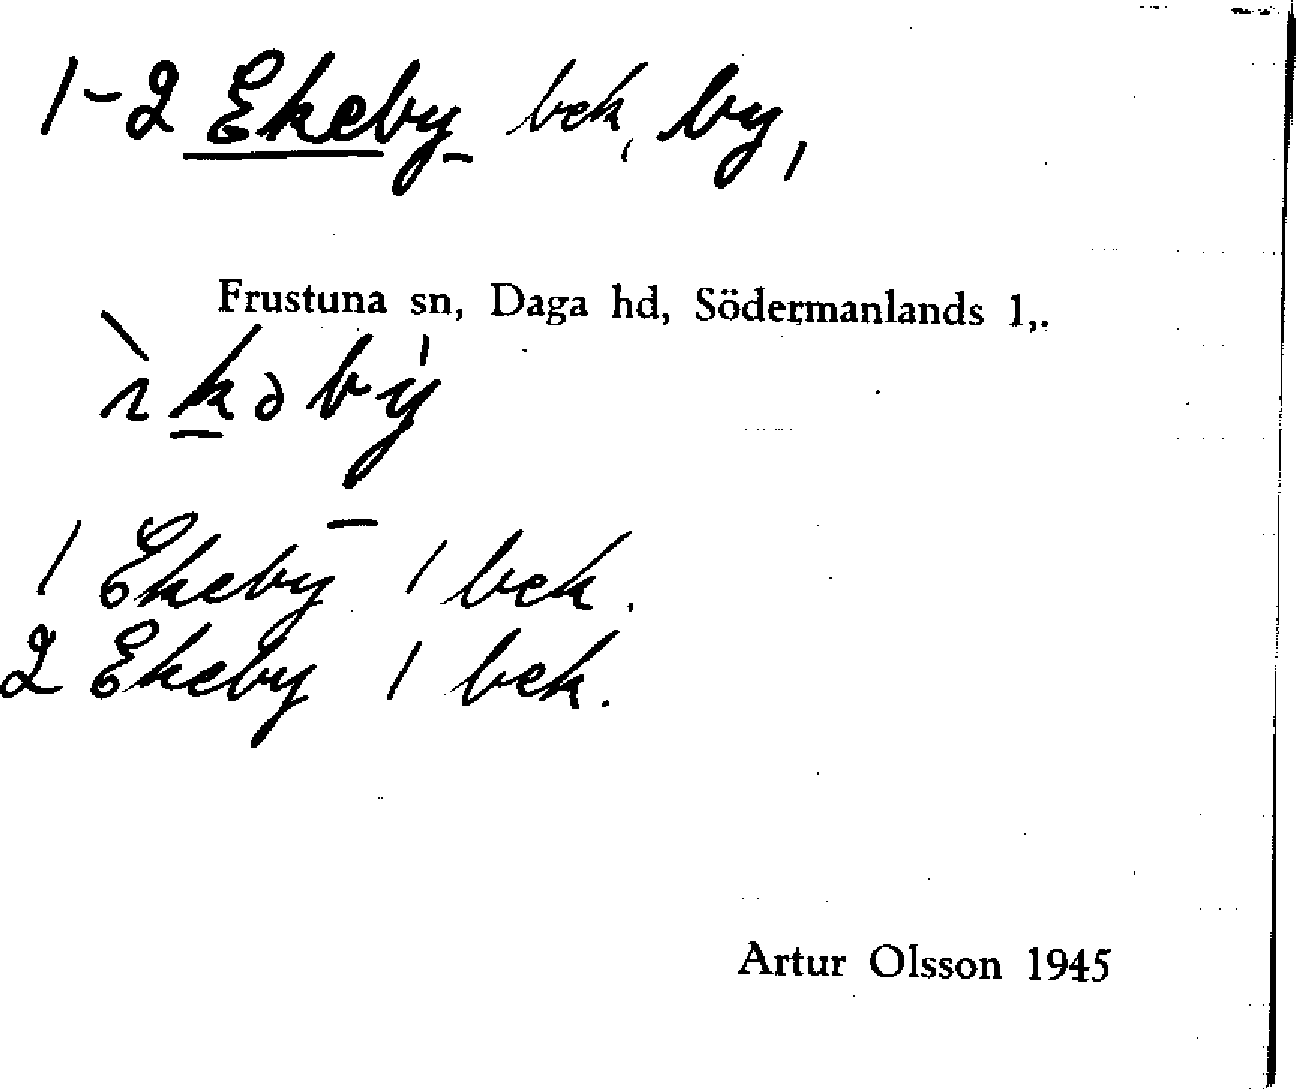 1-2 Ekeby bek, by,
Frustuna sn, Daga hd, Södermanlands l,.
1 Ekeby 1 bek.
2 Ekeby 1 bek.
Artur Olsson 1945